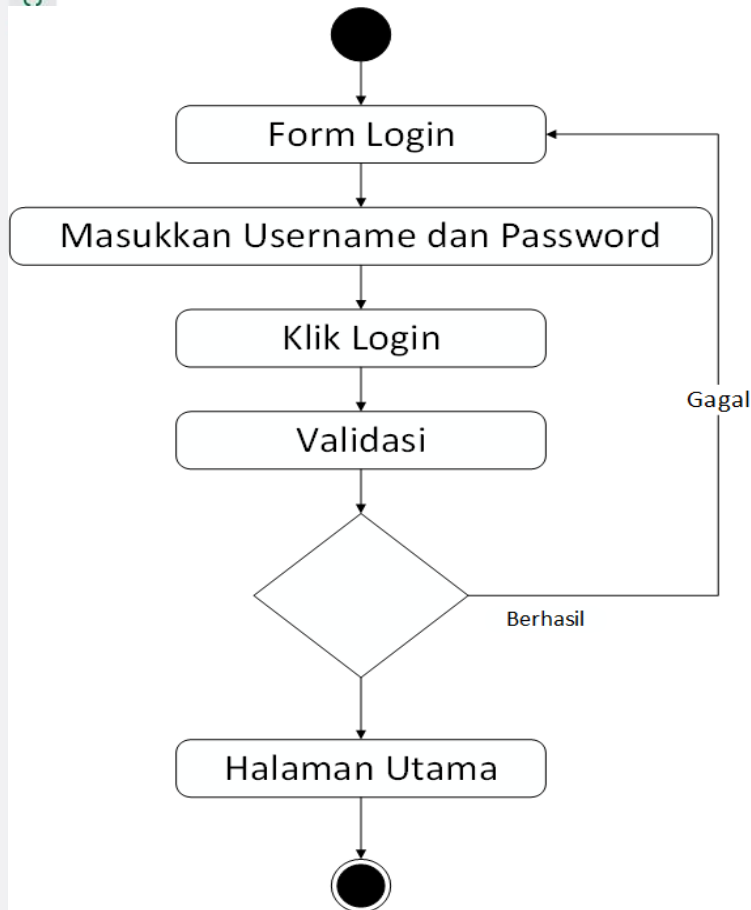 Form Login
Masukkan Username dan Password
Klik Login
Validasi
Gagal
Berhasil
Halaman Utama